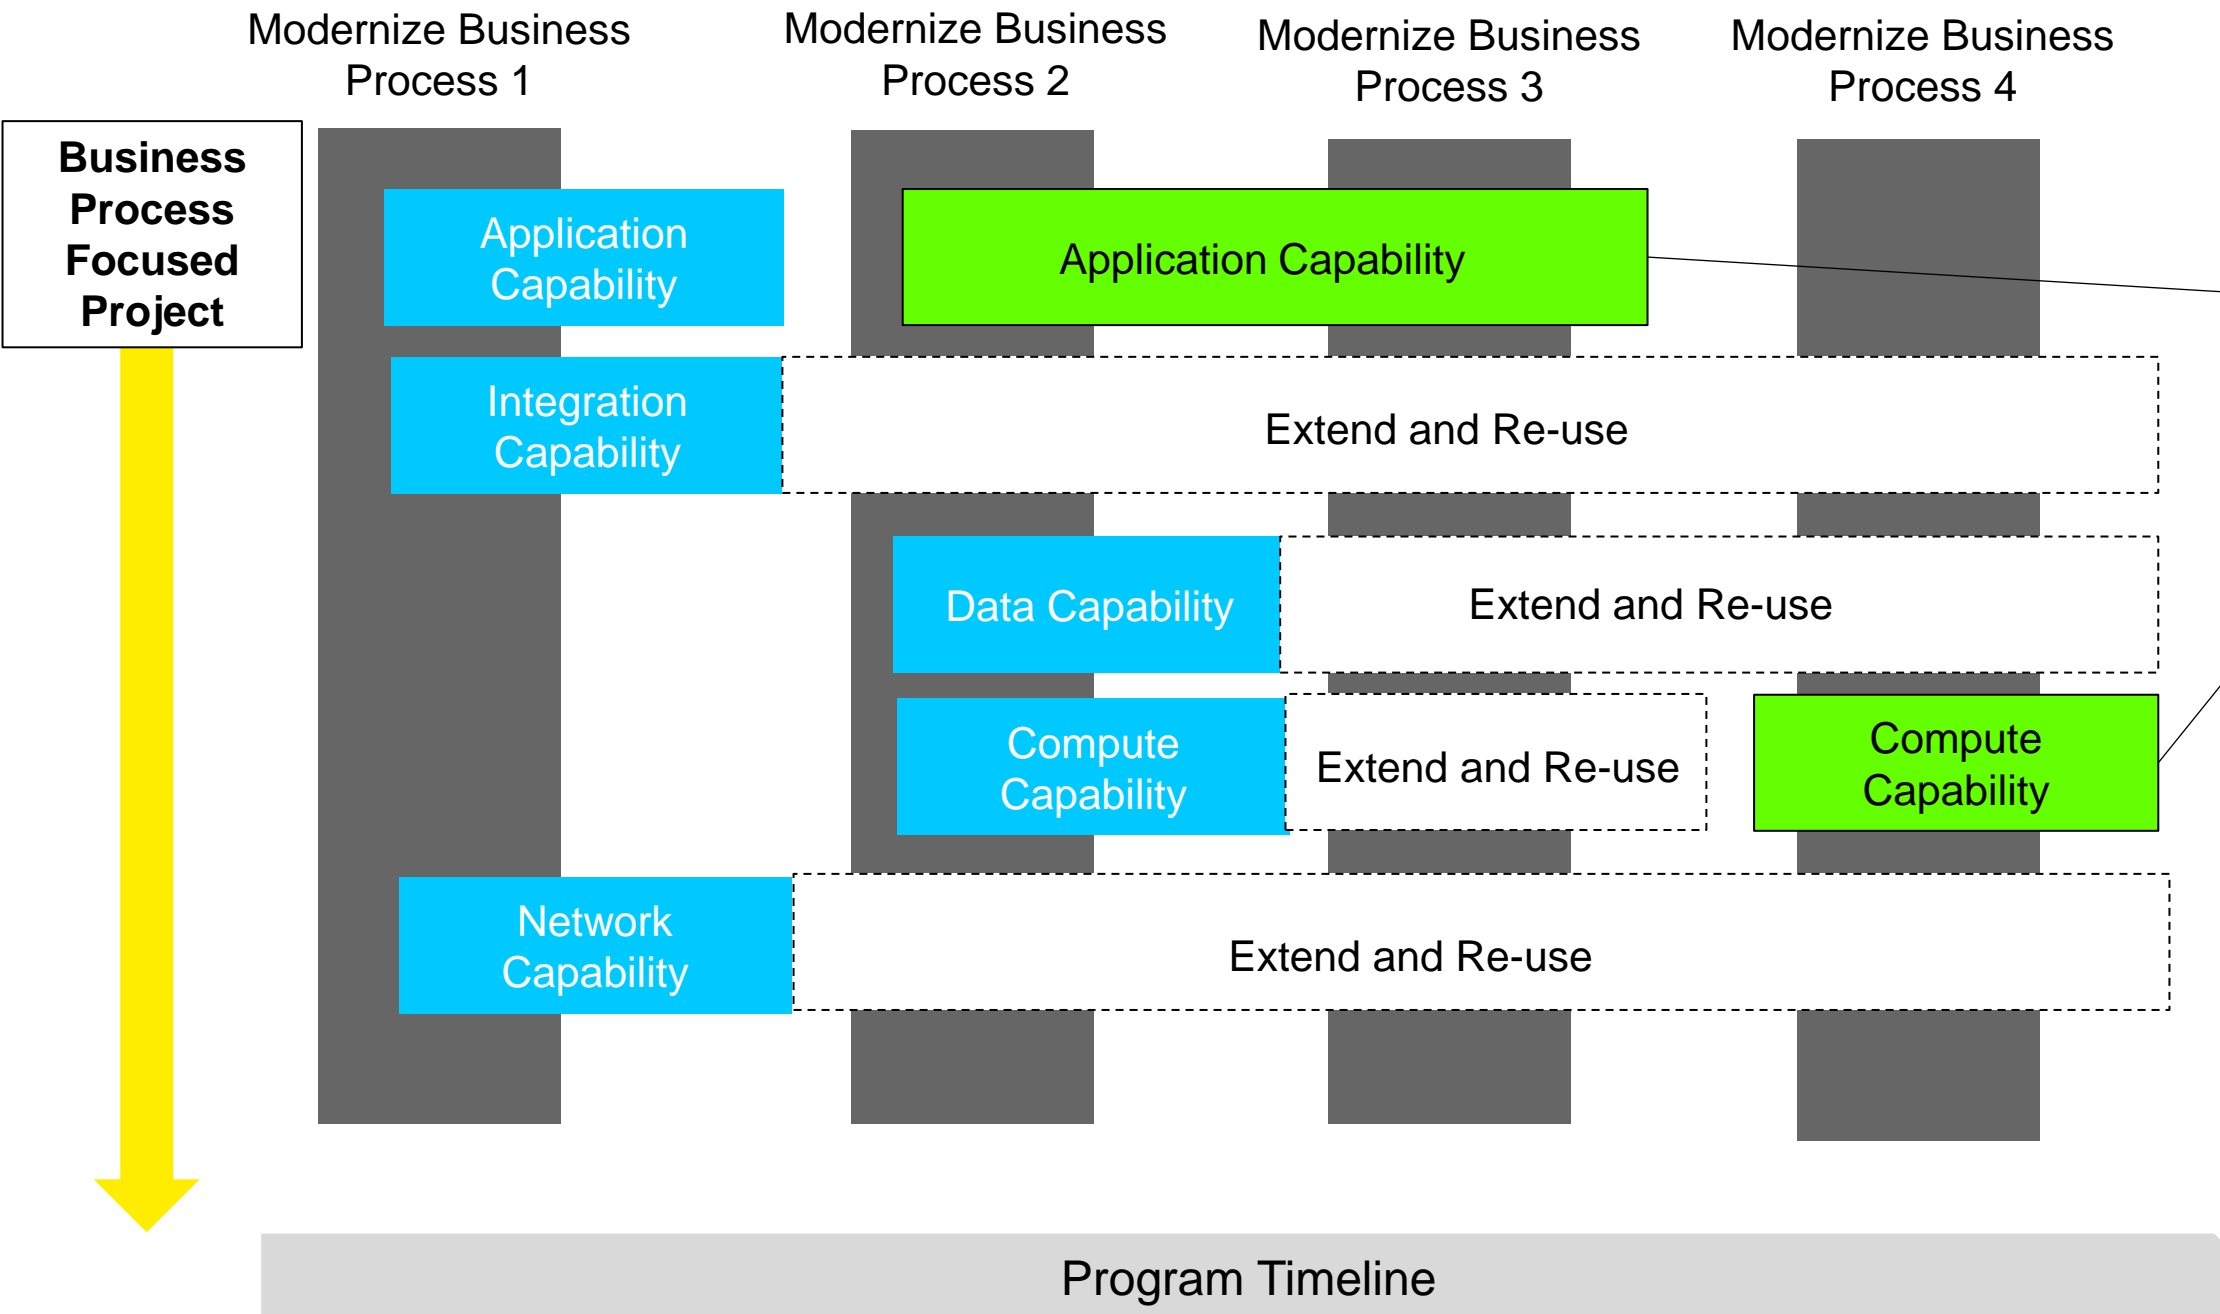 Modernize Business
Process 1
Modernize Business
Process 2
Modernize Business
Process 3
Modernize Business
Process 4
Business
Process
Focused
Project
Application
Capability
Application Capability
Integration
Capability
Extend and Re-use
Data Capability
Extend and Re-use
Compute
Capability
Extend and Re-use
Compute
Capability
Network
Capability
Extend and Re-use
Program Timeline